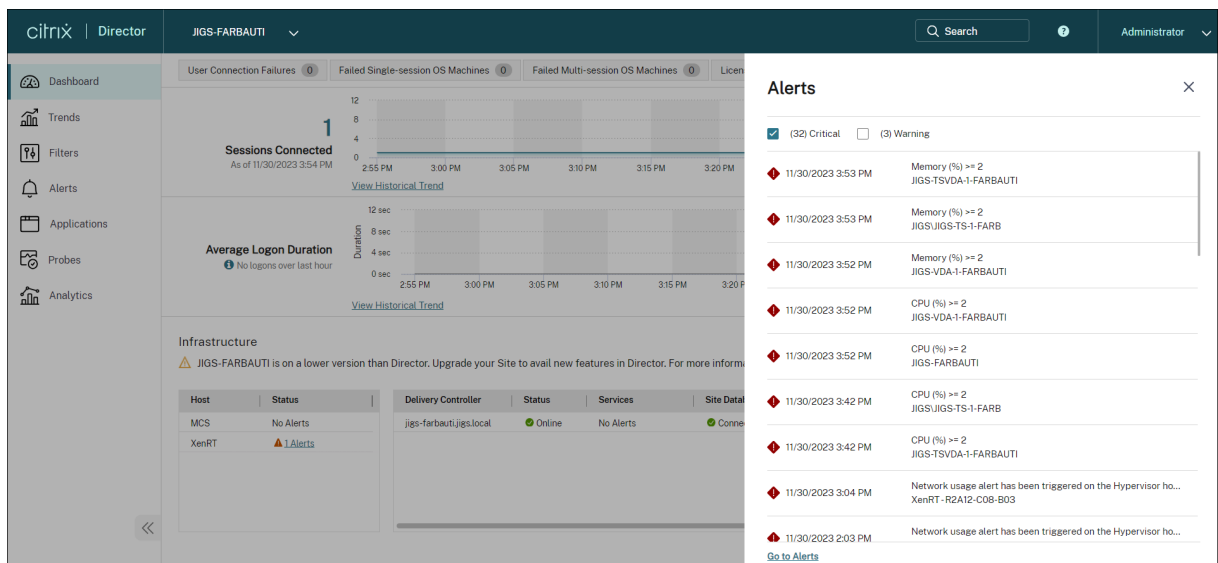 citrix | Director
JIGS-FARBAUTI
Search
?
Administrator
Dashboard
Trends
Filters
Alerts
Applications
Probes
Analytics
User Connection Failures 0
Failed Single-session OS Machines 0
Failed Multi-session OS Machines 0
1
Sessions Connected
As of 11/30/2023 3:54 PM
12
8
4
0
2:55 PM 3:00 PM 3:05 PM 3:10 PM 3:15 PM 3:20 PM
View Historical Trend
Average Logon Duration
No logons over last hour
Duration
12 sec
8 sec
4 sec
0 sec
2:55 PM 3:00 PM 3:05 PM 3:10 PM 3:15 PM 3:20 P
View Historical Trend
Infrastructure
JIGS-FARBAUTI is on a lower version than Director. Upgrade your Site to avail new features in Director. For more informa
Host Status
MCS No Alerts
XenRT 1 Alerts
Delivery Controller Status Services Site Datab
jigs-farbauti.jigs.local Online No Alerts Conne
Alerts
(32) Critical (3) Warning
11/30/2023 3:53 PM Memory (%) >= 2
JIGS-TSVDA-1-FARBAUTI
11/30/2023 3:53 PM Memory (%) >= 2
JIGS\JIGS-TS-1-FARB
11/30/2023 3:52 PM Memory (%) >= 2
JIGS-VDA-1-FARBAUTI
11/30/2023 3:52 PM CPU (%) >= 2
JIGS-VDA-1-FARBAUTI
11/30/2023 3:52 PM CPU (%) >= 2
JIGS-FARBAUTI
11/30/2023 3:42 PM CPU (%) >= 2
JIGS\JIGS-TS-1-FARB
11/30/2023 3:42 PM CPU (%) >= 2
JIGS-TSVDA-1-FARBAUTI
11/30/2023 3:04 PM Network usage alert has been triggered on the Hypervisor ho...
XenRT - R2A12-C08-B03
11/30/2023 2:03 PM Network usage alert has been triggered on the Hypervisor ho...
Go to Alerts